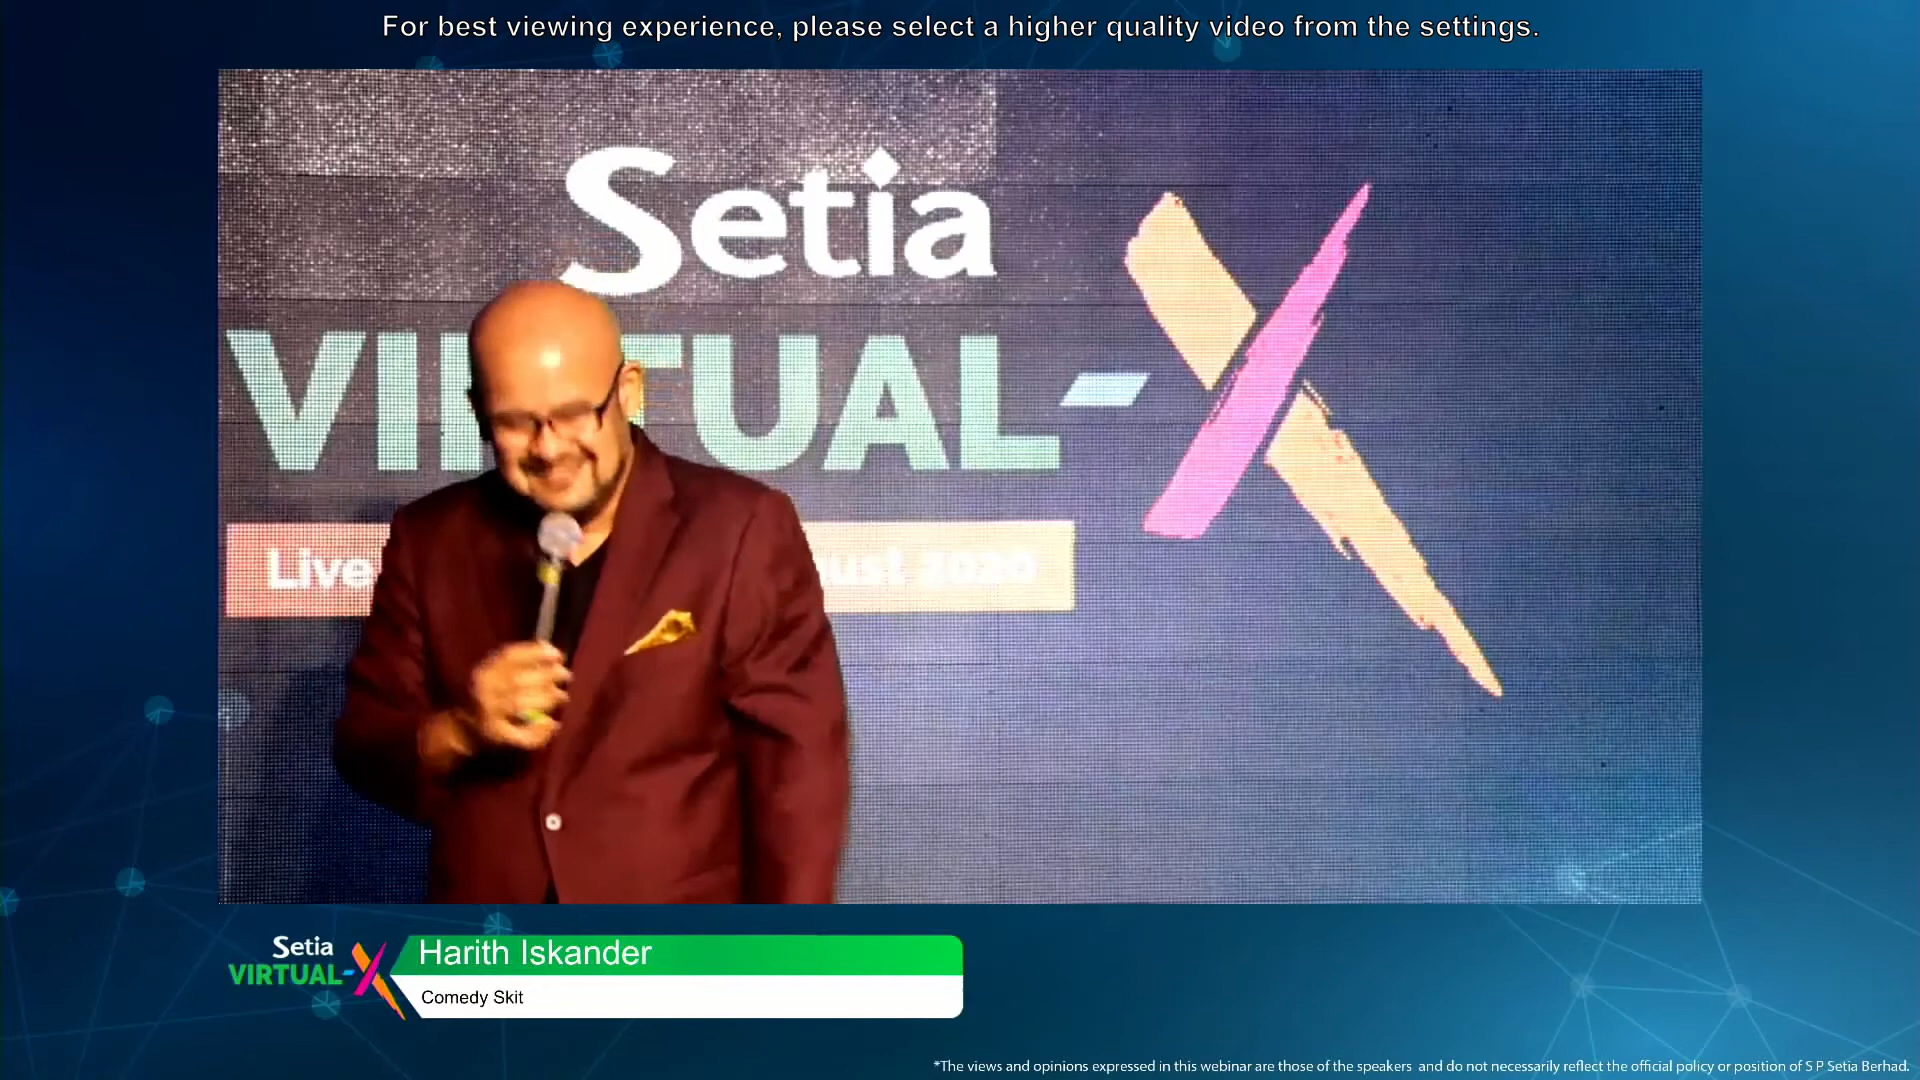 For best viewing experience, please select a higher quality video from the settings.
Setia
VIRTUAL-X
Live
2020
Setia
VIRTUAL-X
Harith Iskander
Comedy Skit
*The views and opinions expressed in this webinar are those of the speakers and do not necessarily reflect the official policy or position of S P Setia Berhad.